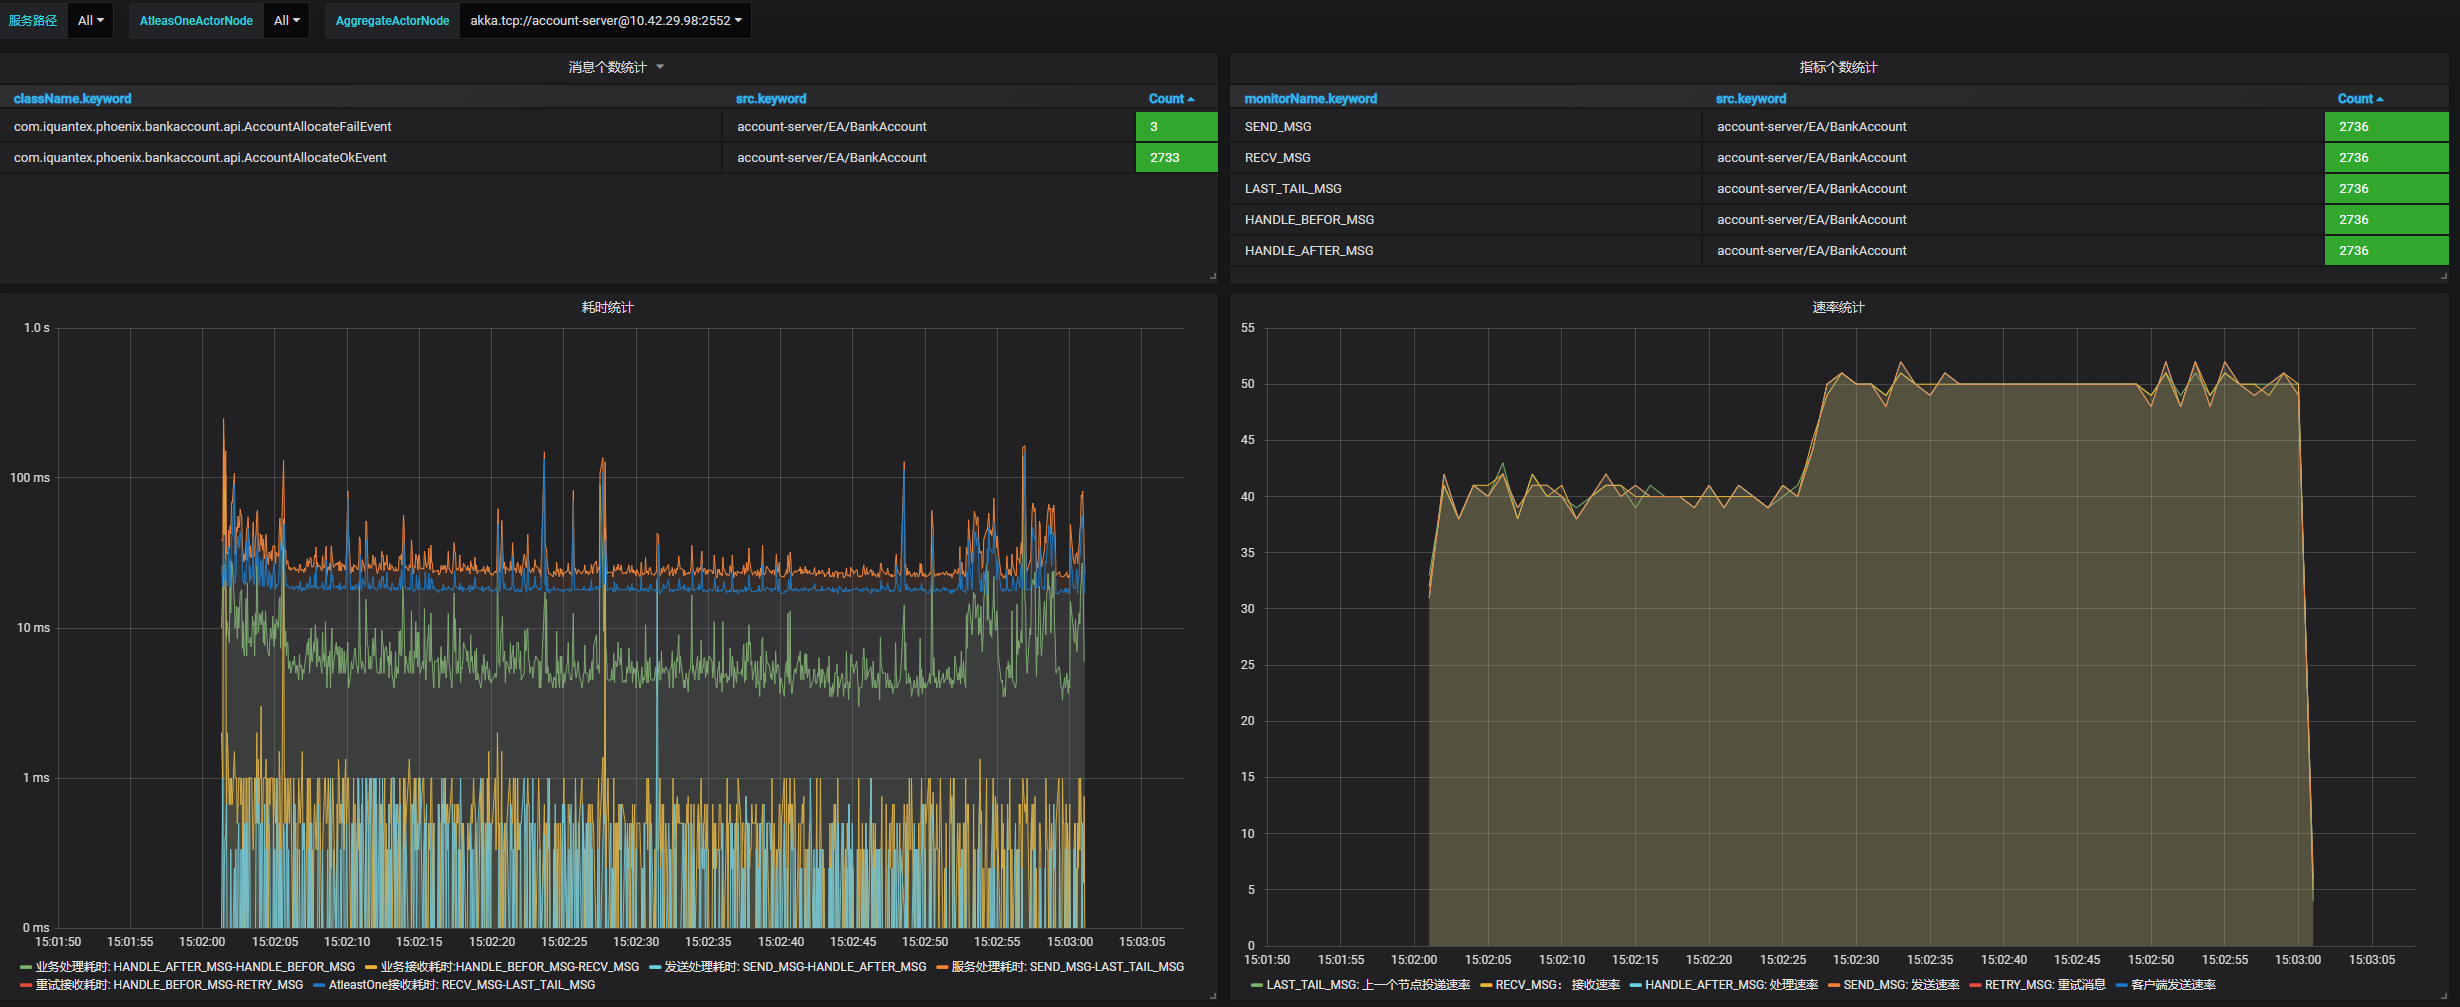 服务路径 All AtleasOneActorNode All AggregateActorNode akka.tcp://account-server@10.42.29.98:2552
消息个数统计
className.keyword src.keyword Count
com.iquantex.phoenix.bankaccount.api.AccountAllocateFailEvent account-server/EA/BankAccount 3
com.iquantex.phoenix.bankaccount.api.AccountAllocateOkEvent account-server/EA/BankAccount 2733
指标个数统计
monitorName.keyword src.keyword Count
SEND_MSG account-server/EA/BankAccount 2736
RECV_MSG account-server/EA/BankAccount 2736
LAST_TAIL_MSG account-server/EA/BankAccount 2736
HANDLE_BEFOR_MSG account-server/EA/BankAccount 2736
HANDLE_AFTER_MSG account-server/EA/BankAccount 2736
耗时统计
1.0 s
100 ms
10 ms
1 ms
0 ms
15:01:50 15:01:55 15:02:00 15:02:05 15:02:10 15:02:15 15:02:20 15:02:25 15:02:30 15:02:35 15:02:40 15:02:45 15:02:50 15:02:55 15:03:00 15:03:05
业务处理耗时: HANDLE_AFTER_MSG-HANDLE_BEFOR_MSG 业务接收耗时:HANDLE_BEFOR_MSG-RECV_MSG 发送处理耗时: SEND_MSG-HANDLE_AFTER_MSG 服务处理耗时: SEND_MSG-LAST_TAIL_MSG
重试接收耗时: HANDLE_BEFOR_MSG-RETRY_MSG AtleastOne接收耗时: RECV_MSG-LAST_TAIL_MSG
速率统计
55
50
45
40
35
30
25
20
15
10
5
0
15:01:50 15:01:55 15:02:00 15:02:05 15:02:10 15:02:15 15:02:20 15:02:25 15:02:30 15:02:35 15:02:40 15:02:45 15:02:50 15:02:55 15:03:00 15:03:05
LAST_TAIL_MSG: 上一个节点投递速率 RECV_MSG： 接收速率 HANDLE_AFTER_MSG: 处理速率 SEND_MSG: 发送速率 RETRY_MSG: 重试消息 客户端发送速率